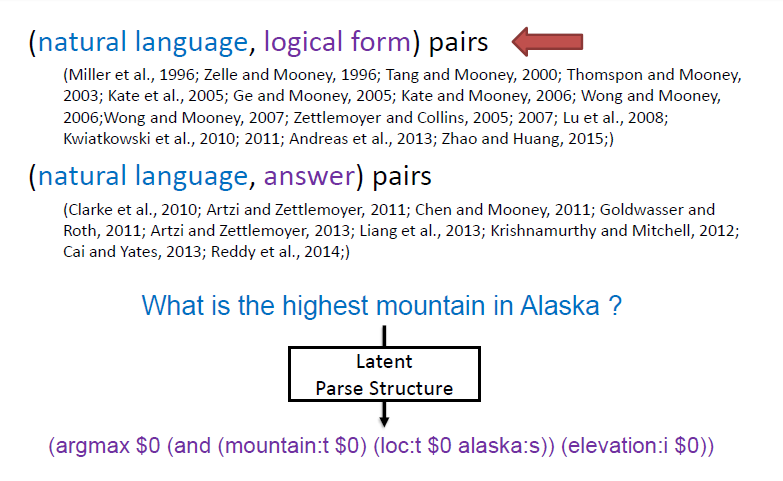 (natural language, logical form) pairs
(Miller et al., 1996; Zelle and Mooney, 1996; Tang and Mooney, 2000; Thomspon and Mooney,
2003; Kate et al., 2005; Ge and Mooney, 2005; Kate and Mooney, 2006; Wong and Mooney,
2006;Wong and Mooney, 2007; Zettlemoyer and Collins, 2005; 2007; Lu et al., 2008;
Kwiatkowski et al., 2010; 2011; Andreas et al., 2013; Zhao and Huang, 2015;)
(natural language, answer) pairs
(Clarke et al., 2010; Artzi and Zettlemoyer, 2011; Chen and Mooney, 2011; Goldwasser and
Roth, 2011; Artzi and Zettlemoyer, 2013; Liang et al., 2013; Krishnamurthy and Mitchell, 2012;
Cai and Yates, 2013; Reddy et al., 2014;)
What is the highest mountain in Alaska ?
Latent
Parse Structure
(argmax $0 (and (mountain:t $0) (loc:t $0 alaska:s)) (elevation:i $0))